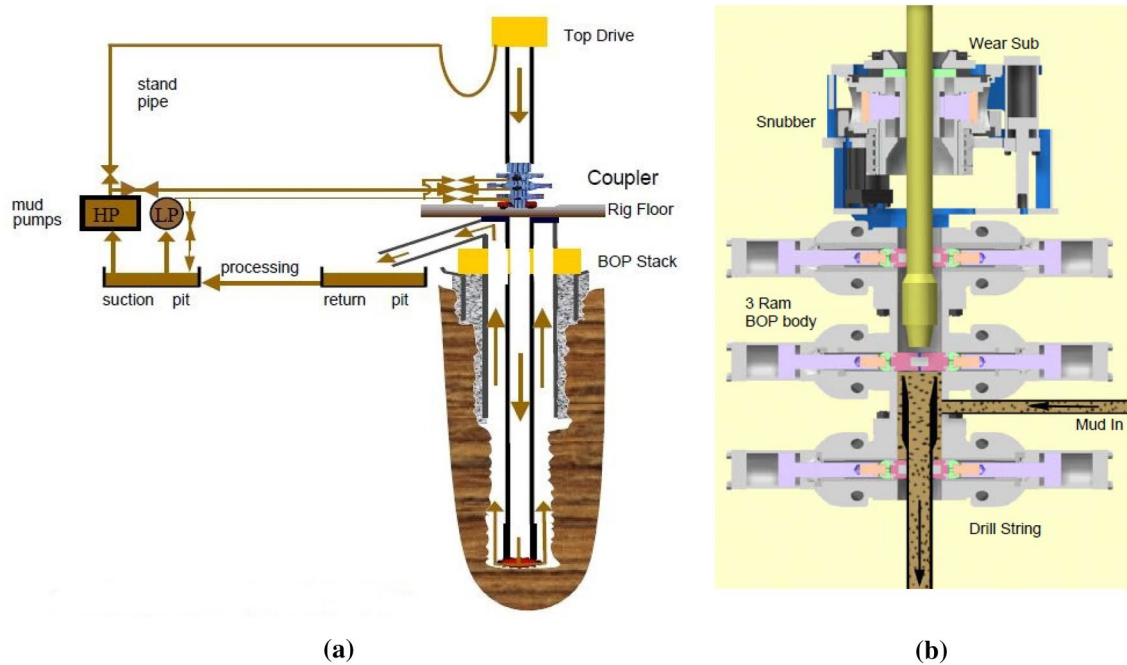 Top Drive
stand
pipe
Coupler
mud
pumps
HP
LP
Rig Floor
BOP Stack
processing
suction pit
return pit
(a)
Wear Sub
Snubber
3 Ram
BOP body
Mud In
Drill String
(b)